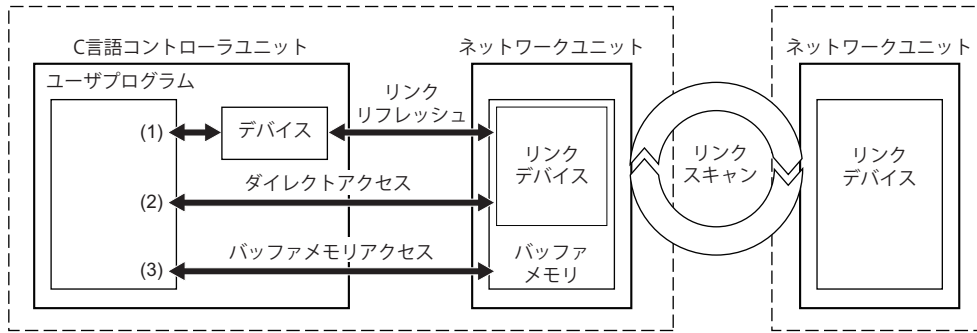 C言語コントローラユニット
ネットワークユニット
ネットワークユニット
ユーザプログラム
リンク
リフレッシュ
(1)
デバイス
リンク
デバイス
リンク
スキャン
リンク
デバイス
ダイレクトアクセス
(2)
バッファメモリアクセス
(3)
バッファ
メモリ